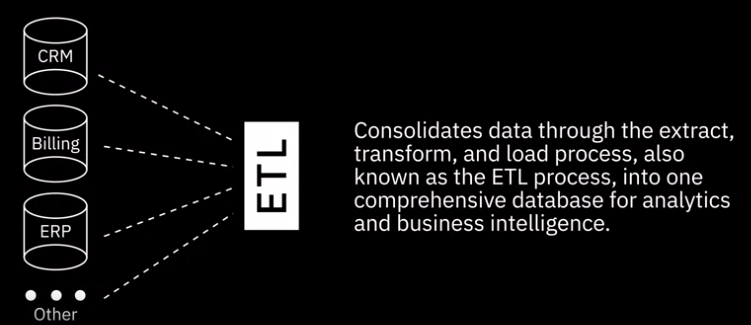 CRM
Billing
ERP
Other
ETL
Consolidates data through the extract,
transform, and load process, also
known as the ETL process, into one
comprehensive database for analytics
and business intelligence.